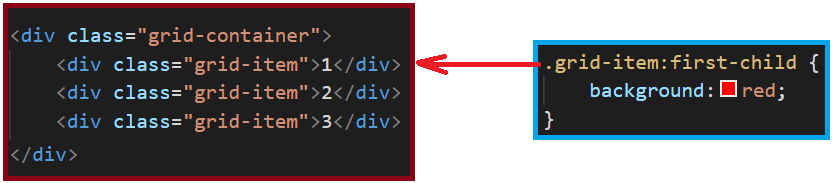 <div class="grid-container">
    <div class="grid-item">1</div>
    <div class="grid-item">2</div>
    <div class="grid-item">3</div>
</div>
.grid-item:first-child {
    background: red;
}